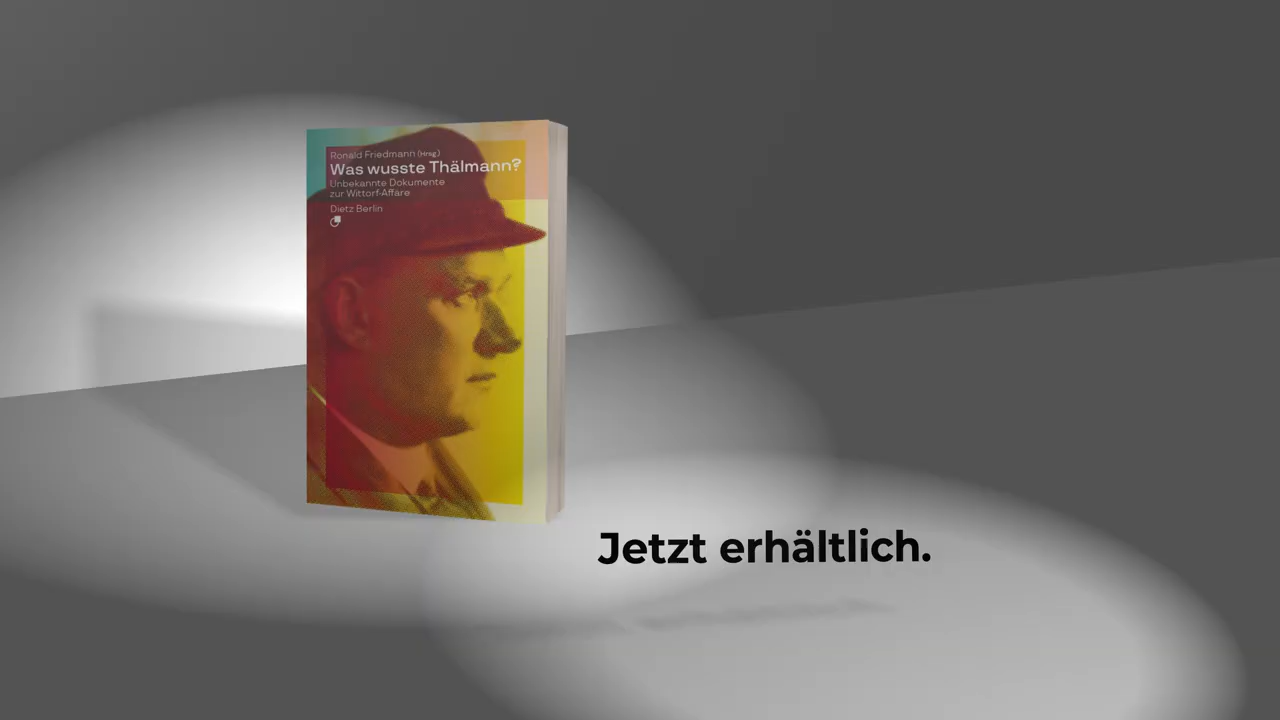 Ronald Friedmann (Hrsg.)
Was wusste Thälmann?
Unbekannte Dokumente
zur Wittorf-Affäre
Dietz Berlin
Jetzt erhältlich.